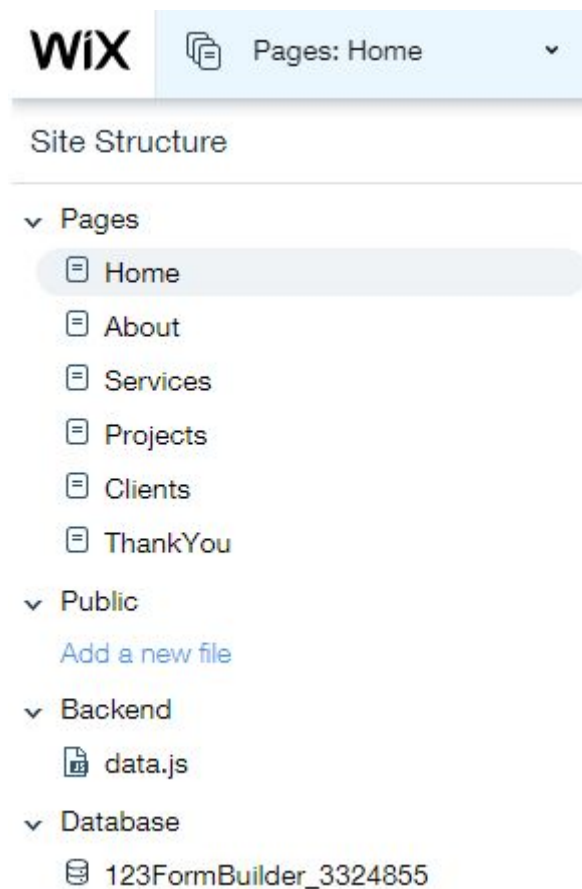 WiX
Pages: Home
Site Structure
Pages
Home
About
Services
Projects
Clients
ThankYou
Public
Add a new file
Backend
JS data.js
Database
123FormBuilder_3324855